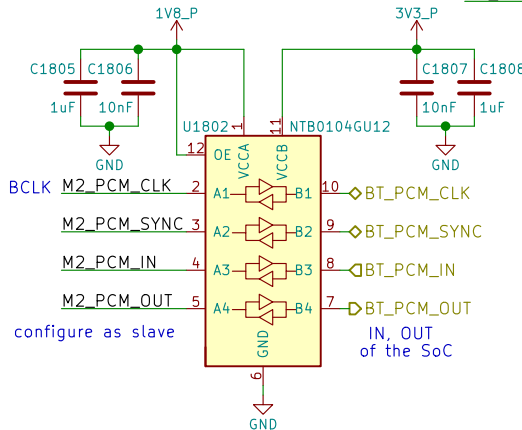 1V8_P
3V3_P
C1805 C1806
1uF 10nF
GND
C1807 C1808
10nF 1uF
GND
U1802 NTB0104GU12
1 11
VCCA VCCB
12 OE
BCLK M2_PCM_CLK 2 A1 B1 10 BT_PCM_CLK
M2_PCM_SYNC 3 A2 B2 9 BT_PCM_SYNC
M2_PCM_IN 4 A3 B3 8 BT_PCM_IN
M2_PCM_OUT 5 A4 B4 7 BT_PCM_OUT
configure as slave
GND
6
IN, OUT
of the SoC
GND